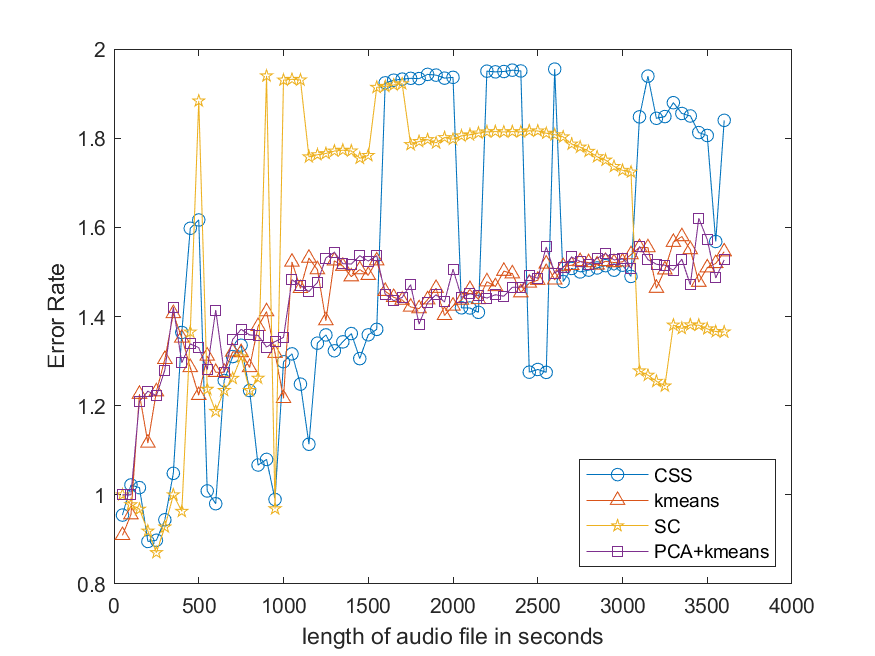 2
1.8
1.6
1.4
1.2
1
0.8
Error Rate
0 500 1000 1500 2000 2500 3000 3500 4000
length of audio file in seconds
CSS
kmeans
SC
PCA+kmeans